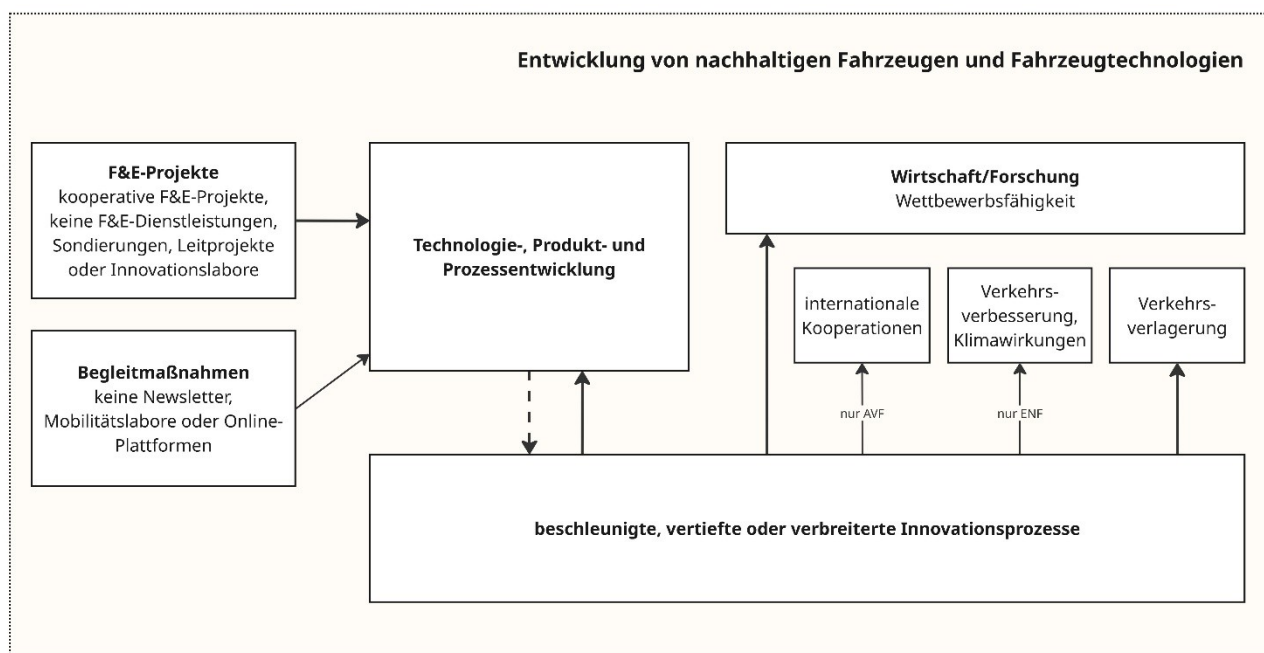 Entwicklung von nachhaltigen Fahrzeugen und Fahrzeugtechnologien
F&E-Projekte
kooperative F&E-Projekte,
keine F&E-Dienstleistungen,
Sondierungen, Leitprojekte
oder Innovationslabore
Begleitmaßnahmen
keine Newsletter,
Mobilitätslabore oder Online-
Plattformen
Technologie-, Produkt- und
Prozessentwicklung
Wirtschaft/Forschung
Wettbewerbsfähigkeit
internationale
Kooperationen
Verkehrs-
verbesserung,
Klimawirkungen
Verkehrs-
verlagerung
nur AVF
nur ENF
beschleunigte, vertiefte oder verbreiterte Innovationsprozesse